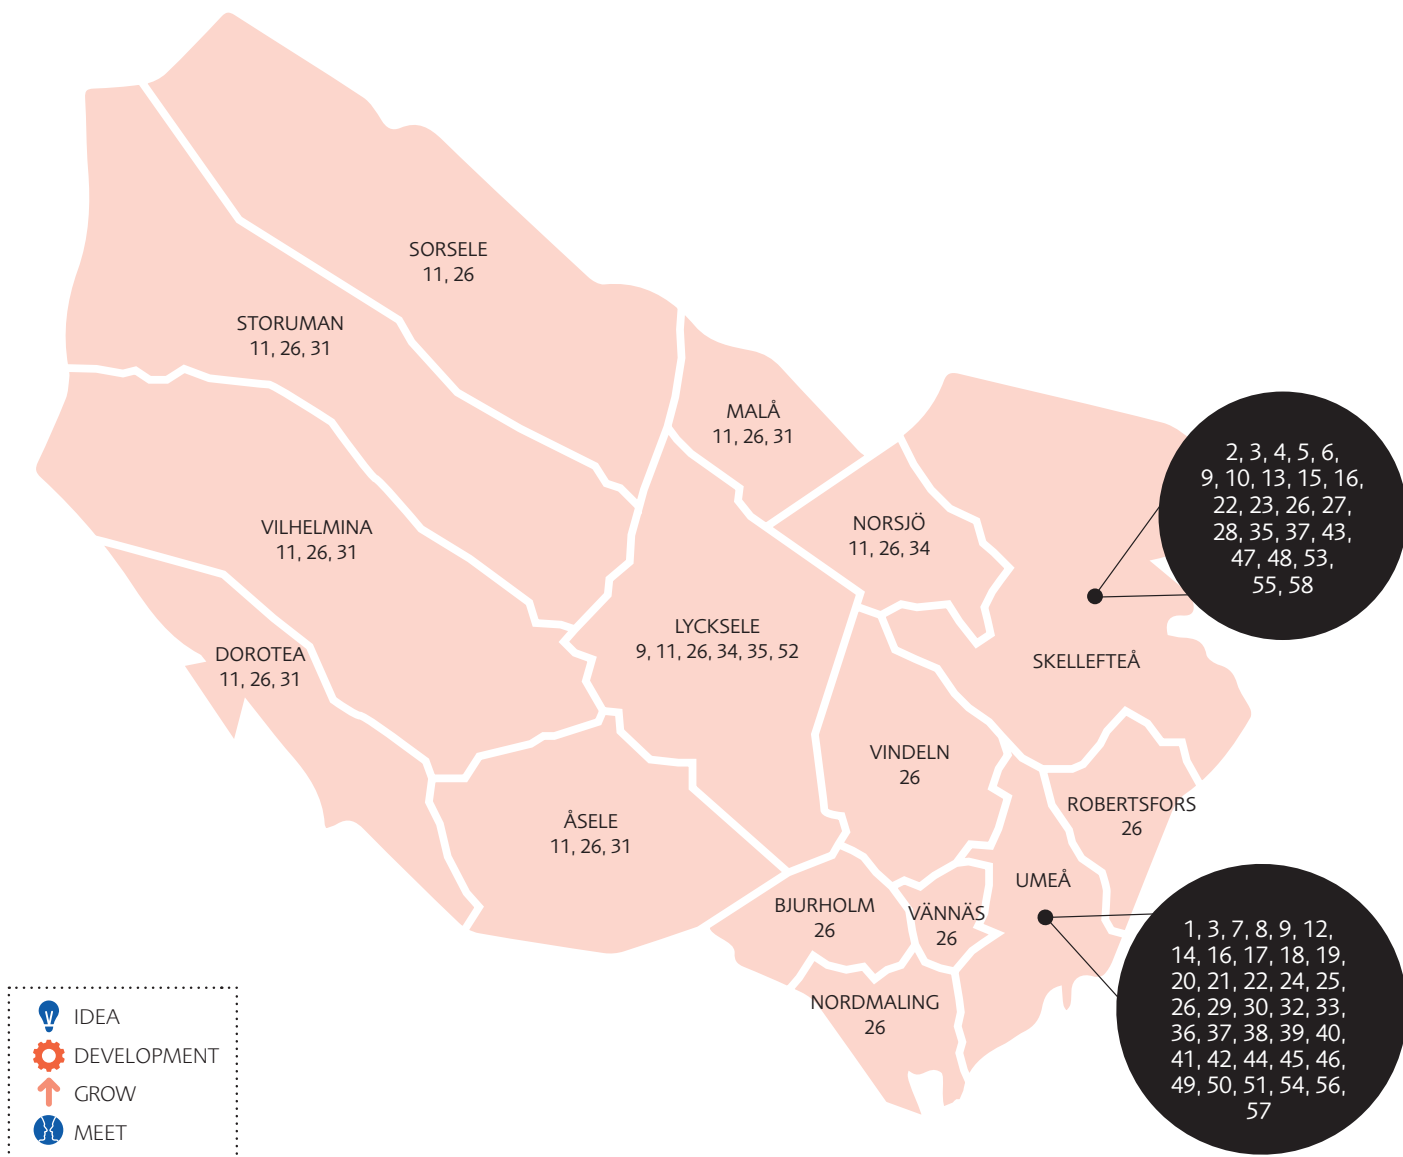 SORSELE
11, 26
STORUMAN
11, 26, 31
MALÅ
11, 26, 31
2, 3, 4, 5, 6,
9, 10, 13, 15, 16,
22, 23, 26, 27,
28, 35, 37, 43,
47, 48, 53,
55, 58
NORSJÖ
11, 26, 34
VILHELMINA
11, 26, 31
LYCKSELE
9, 11, 26, 34, 35, 52
DOROTEA
11, 26, 31
SKELLEFTEÅ
VINDELN
26
ROBERTSFORS
26
ÅSELE
11, 26, 31
UMEÅ
BJURHOLM
26
VÄNNÄS
26
1, 3, 7, 8, 9, 12,
14, 16, 17, 18, 19,
20, 21, 22, 24, 25,
26, 29, 30, 32, 33,
36, 37, 38, 39, 40,
41, 42, 44, 45, 46,
49, 50, 51, 54, 56,
57
NORDMALING
26
IDEA
DEVELOPMENT
GROW
MEET